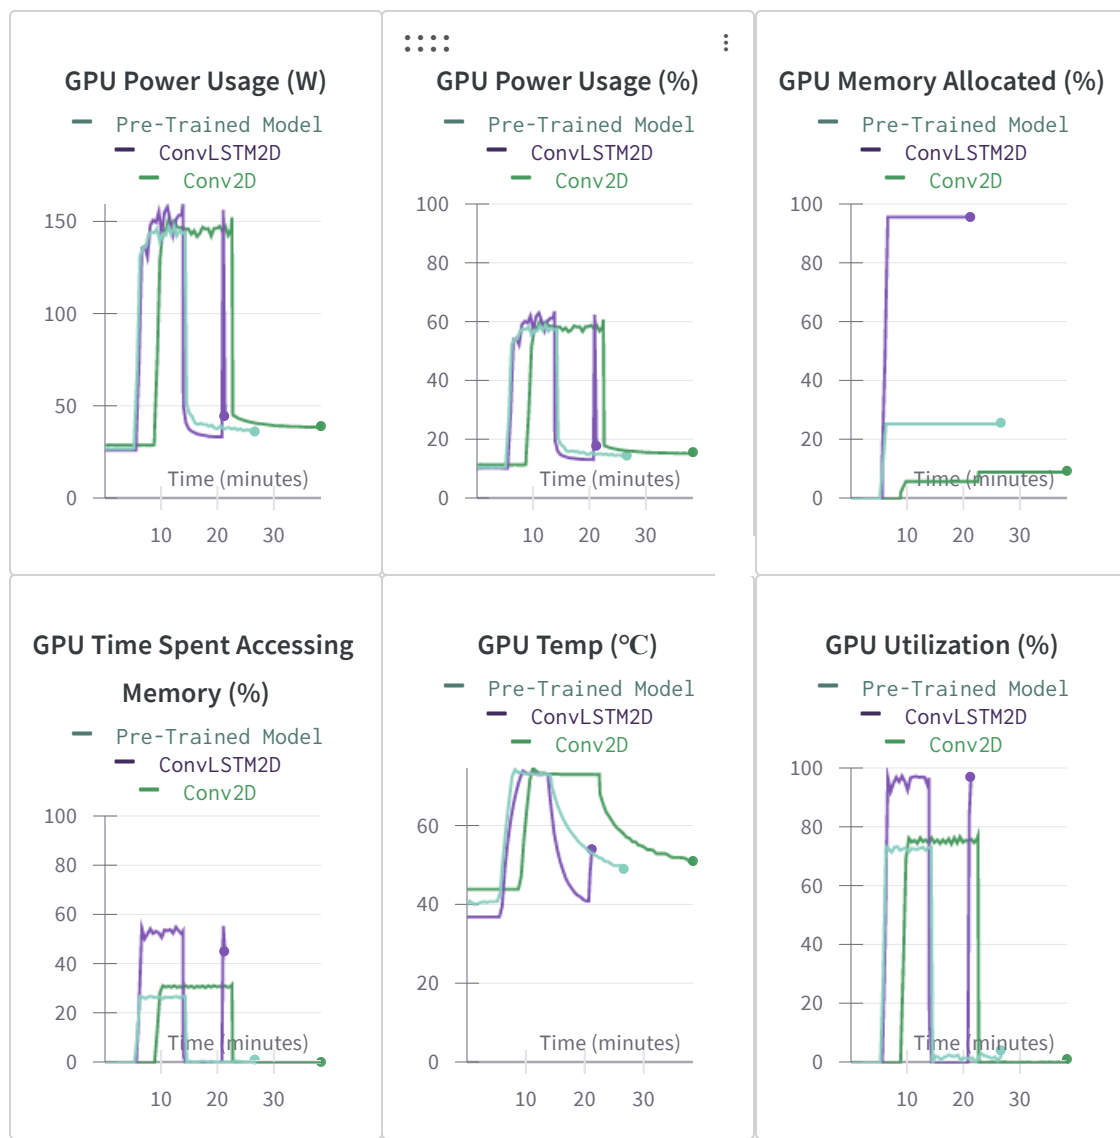 GPU Power Usage (W)
Pre-Trained Model
ConvLSTM2D
Conv2D
150
100
50
0
Time (minutes)
10 20 30
GPU Power Usage (%)
Pre-Trained Model
ConvLSTM2D
Conv2D
100
80
60
40
20
0
Time (minutes)
10 20 30
GPU Memory Allocated (%)
Pre-Trained Model
ConvLSTM2D
Conv2D
100
80
60
40
20
0
Time (minutes)
10 20 30
GPU Time Spent Accessing
Memory (%)
Pre-Trained Model
ConvLSTM2D
Conv2D
100
80
60
40
20
0
Time (minutes)
10 20 30
GPU Temp (℃)
Pre-Trained Model
ConvLSTM2D
Conv2D
60
40
20
0
Time (minutes)
10 20 30
GPU Utilization (%)
Pre-Trained Model
ConvLSTM2D
Conv2D
100
80
60
40
20
0
Time (minutes)
10 20 30